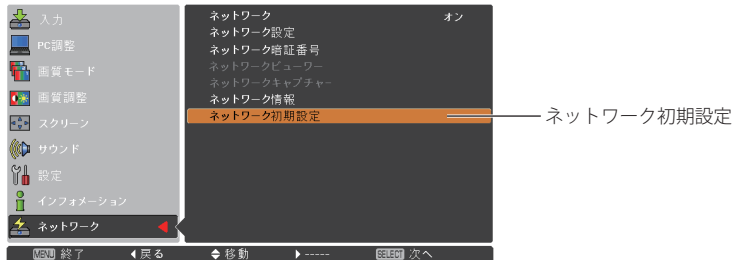 入力
PC調整
画質モード
画質調整
スクリーン
サウンド
設定
インフォメーション
ネットワーク
ネットワーク オン
ネットワーク設定
ネットワーク暗証番号
ネットワークビューワー
ネットワークキャプチャー
ネットワーク情報
ネットワーク初期設定
ネットワーク初期設定
MENU 終了 戻る 移動 ----- SELECT 次へ